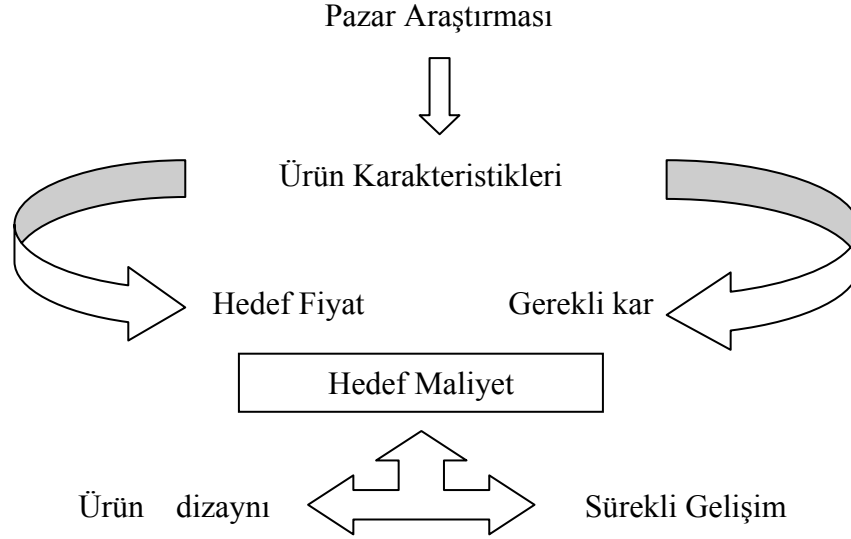 Pazar Araştırması
Ürün Karakteristikleri
Hedef Fiyat
Gerekli kar
Hedef Maliyet
Ürün dizaynı
Sürekli Gelişim